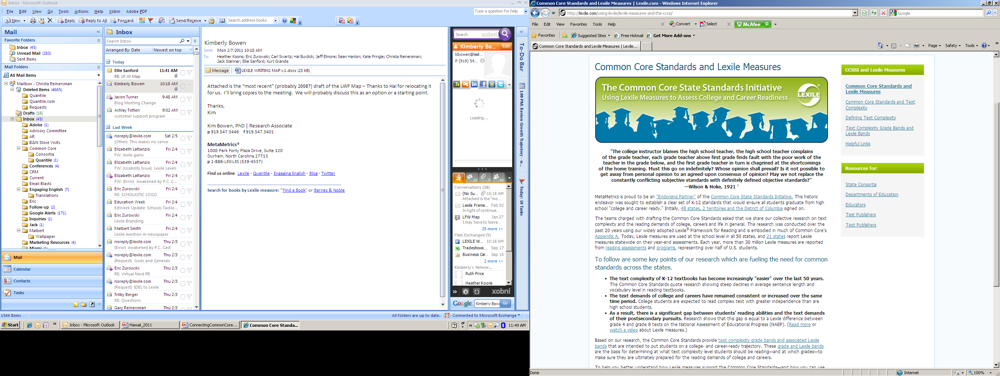 Inbox - Microsoft Outlook
File Edit View Go Tools Actions Help Xobni Adobe PDF
Type a question for help
New Reply Reply to All Forward Send/Receive Search address books
Mail
Favorite Folders
Inbox (45)
Unread Mail (283)
Sent Items
Mail Folders
All Mail Items
Mailbox - Christa Reinersman
Deleted Items (4665)
Quantile
Quantile.com
Requests
Drafts [16]
Inbox (45)
Adobe (1)
Advisory Committee
AR
B&N Store Visits
Common Core
Consortia
Quantile (1)
Conferences (4)
CRM
Current
Email Blasts
Engaging English (7)
Translations
Eric
Follow-up (2)
Google Alerts (171)
Inquiries (1)
Jack (1)
Malbert
Wallpaper
Marketing Resources (4)
Miami (1)
Mail
Calendar
Contacts
Tasks
1544 Items
Inbox
Search Inbox
Arranged By: Date Newest on top
Today
Ellie Sanford 11:41 AM
RE: LF-W Map
Kimberly Bowen 10:18 AM
Jason Turner 9:48 AM
Blog Meeting Change
Ashley Totten 9:02 AM
customer support program
Last Week
noreply@lexile.com Sat 2/5
(Other) This makes no sense
Elizabeth Lattanzio Fri 2/4
FW: lexile gains
Elizabeth Lattanzio Fri 2/4
FW: (Usability Issue) Lexile Levels
Elizabeth Lattanzio Fri 2/4
FW: (Error) Awakened by P.C. C...
Eric Zurowski Fri 2/4
RE: SCHOLASTIC LOGO
Education Week Fri 2/4
EdWeek Update: Schools Tackle...
Eric Zurowski Fri 2/4
Lexile Branding
Malbert Smith Fri 2/4
Lexile mention in newspaper
noreply@lexile.com Thu 2/3
(Error) Awakened by P.C. Cast
noreply@lexile.com Thu 2/3
(Request) Gods and Generals
Eric Zurowski Thu 2/3
RE: Virtual Nerd PR
noreply@lexile.com Thu 2/3
(Request) IDEL to Lexile
Trilby Berger Thu 2/3
RE: Questions
Gary Reinersman Thu 2/3
Kimberly Bowen
Sent: Mon 2/7/2011 10:18 AM
To: Heather Koons; Eric Zurowski; Carl Swartz; Hal Burdick; Jeff Elmore; Sean Hanlon; Kate Pringle; Christa Reinersman;
Jack Stenner; Ellie Sanford; Kurt Grandis
Message LEXILE WRITING MAP v.1.docx (23 KB)
Attached is the “most recent” (probably 2008?) draft of the LWF Map – Thanks to Hal for relocating it
for us. I’ll bring copies to the meeting. We will probably discuss this as an option or a starting point.
Thanks,
Kim
Kim Bowen, PhD | Research Associate
p 919.547.3446 f 919.547.3401
MetaMetrics®
1000 Park Forty Plaza Drive, Suite 120
Durham, North Carolina 27713
p 1-888-LEXILES (539-4537)
Find us online: Lexile · Quantile · Engaging English · Blog · Twitter
Search for books by Lexile measure: "Find a Book" or Barnes & Noble
Search xobni
Kimberly Bo... Edit
kbowen@lexil...
P (919) 54...
Loading...
28 5 80
Conversations (28)
(No Su... 10:18 AM
Attached is the "mo...
Lexile Frame... Feb 02
In light of continue...
2 LFW Map Jan 27
I may have to leave...
25 more >>
Files Exchanged (5)
LEXILE W... 10:18 AM
Tradeshows... Sep 17
Business Car... Sep 15
2 more >>
Kimberly's Networ...
Ruth Price
Heather Koons
xobni
Google Kimberly Bow Go
To-Do Bar
1:00 PM: Review Growth Trajectory - w...
Today: 10 Tasks
All folders are up to date. Connected to Microsoft Exchange
Start Inbox - Microsoft Outlook Hawaii_2011 ConnectingCommonCore... Common Core Standa... 11:49 AM
Common Core Standards and Lexile Measures | Lexile.com - Windows Internet Explorer
http://lexile.com/using-lexile/lexile-measures-and-the-ccssi/
Google
File Edit View Favorites Tools Help
Convert Select McAfee
Favorites Suggested Sites Free Hotmail Get More Add-ons
Common Core Standards and Lexile Measures | Lexile...
Page Safety Tools
Common Core Standards and Lexile Measures
The Common Core State Standards Initiative
Using Lexile Measures to Assess College and Career Readiness
LEXILE®
"The college instructor blames the high school teacher, the high school teacher complains
of the grade teacher, each grade teacher above first grade finds fault with the poor work of the
teacher in the grade below, and the first grade teacher in turn is chagrined at the shortcomings
of the home training. Must this go on indefinitely? Whose opinion shall prevail? Is it not possible to
get away from personal opinion to an agreed-upon consensus of opinion? May we not replace the
constantly conflicting subjective standards with definitely defined objective standards?"
—Wilson & Hoke, 1921 1
MetaMetrics is proud to be an "Endorsing Partner" of the Common Core State Standards Initiative. This historic
endeavor was sought to establish a clear set of K-12 standards that would ensure all students graduate from high
school "college and career ready." Initially, 48 states, 2 territories and the District of Columbia signed on.
The teams charged with drafting the Common Core Standards asked that we share our collective research on text
complexity and the reading demands of college, careers and life in general. This research was conducted over the
past 20 years using our widely adopted Lexile® Framework for Reading and is embodied in much of Common Core's
Appendix A. Today, Lexile measures are used at the school level in all 50 states, and 21 states report Lexile
measures statewide on their year-end assessments. Each year, more than 30 million Lexile measures are reported
from reading assessments and programs, representing over half of U.S. students.
To follow are some key points of our research which are fueling the need for common
standards across the states.
• The text complexity of K-12 textbooks has become increasingly "easier" over the last 50 years.
The Common Core Standards quote research showing steep declines in average sentence length and
vocabulary level in reading textbooks.
• The text demands of college and careers have remained consistent or increased over the same
time period. College students are expected to read complex text with greater independence than are
high school students.
• As a result, there is a significant gap between students' reading abilities and the text demands
of their postsecondary pursuits. Research shows that this gap is equal to a Lexile difference between
grade 4 and grade 8 texts on the National Assessment of Educational Progress (NAEP). (Read more or
watch a video about Lexile measures.)
Based on our research, the Common Core Standards provide text complexity grade bands and associated Lexile
bands that are intended to put students on a college- and career-ready trajectory. These grade and Lexile bands
are the basis for determining at what text complexity level students should be reading—and at which grades—to
make sure they are ultimately prepared for the reading demands of college and careers.
To help you better understand how Lexile measures support the Common Core Standards—and how you can use
CCSSI and Lexile Measures
Common Core Standards and
Lexile Measures
Common Core Standards and Text
Complexity
Defining Text Complexity
Text Complexity Grade Bands and
Lexile Bands
Helpful Links
Resources for:
State Consortia
Departments of Education
Educators
Test Publishers
Text Publishers
Done Internet 100%